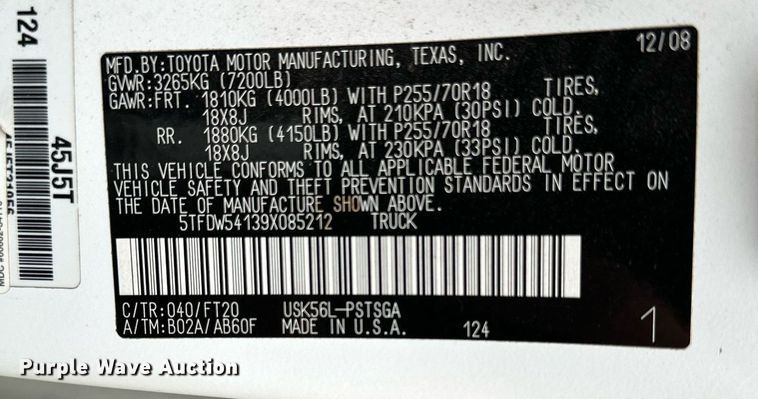 MFD.BY:TOYOTA MOTOR MANUFACTURING, TEXAS, INC. 12/08
GVWR:3265KG (7200LB)
GAWR:FRT. 1810KG (4000LB) WITH P255/70R18 TIRES,
18X8J RIMS, AT 210KPA (30PSI) COLD.
RR. 1880KG (4150LB) WITH P255/70R18 TIRES,
18X8J RIMS, AT 230KPA (33PSI) COLD.
THIS VEHICLE CONFORMS TO ALL APPLICABLE FEDERAL MOTOR
VEHICLE SAFETY AND THEFT PREVENTION STANDARDS IN EFFECT ON
THE DATE OF MANUFACTURE SHOWN ABOVE.
5TFDW54139X085212 TRUCK
C/TR:040/FT20 USK56L-PSTSGA
A/TM:B02A/AB60F MADE IN U.S.A. 124
1
124
45J5T
Purple Wave Auction